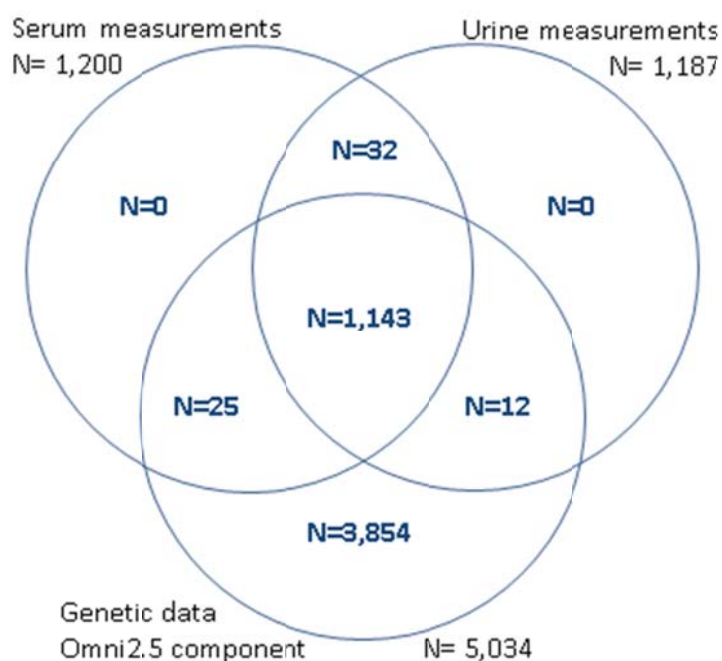 Serum measurements
N= 1,200
Urine measurements
N= 1,187
N=32
N=0
N=0
N=1,143
N=25
N=12
N=3,854
Genetic data
Omni2.5 component
N= 5,034